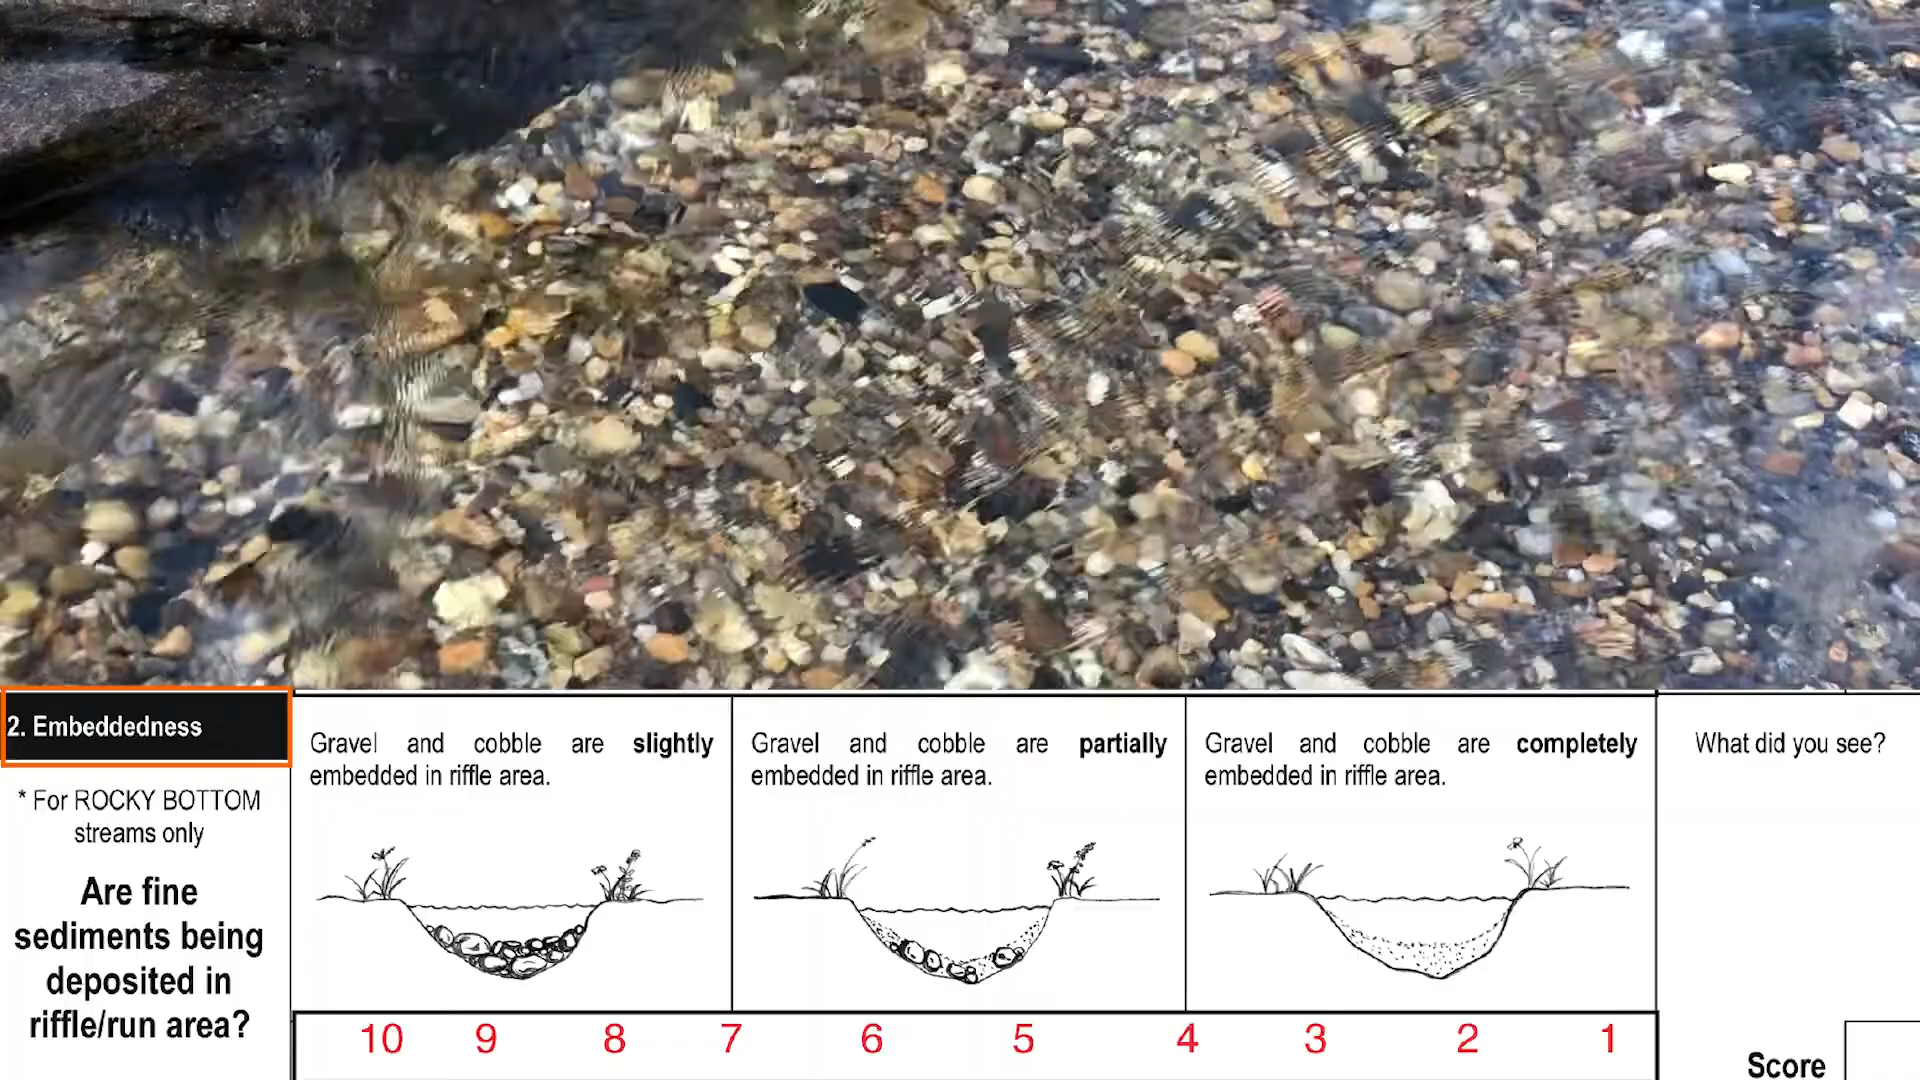 2. Embeddedness
* For ROCKY BOTTOM
streams only
Are fine
sediments being
deposited in
riffle/run area?
Gravel and cobble are slightly
embedded in riffle area.
Gravel and cobble are partially
embedded in riffle area.
Gravel and cobble are completely
embedded in riffle area.
What did you see?
10 9 8 7 6 5 4 3 2 1
Score